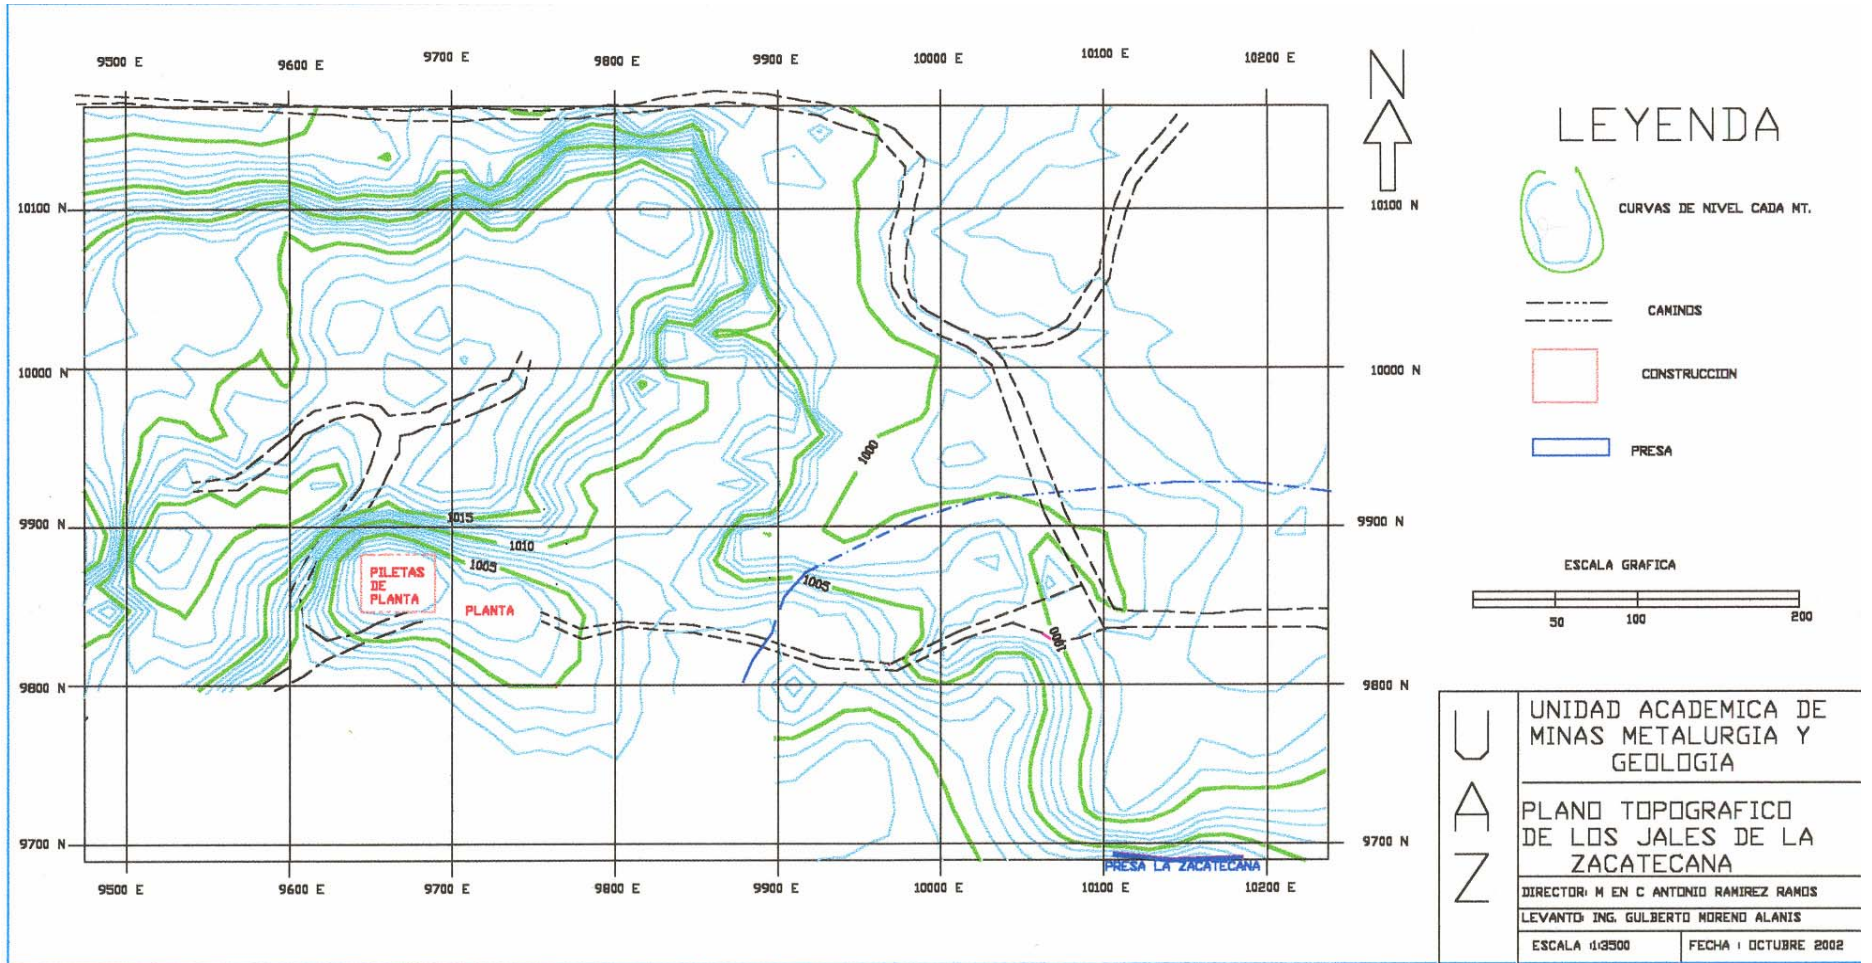 9500 E 9600 E 9700 E 9800 E 9900 E 10000 E 10100 E 10200 E
N
LEYENDA
10100 N
10100 N
CURVAS DE NIVEL CADA MT.
CAMINOS
10000 N
10000 N
CONSTRUCCION
1000
PRESA
9900 N
1015
1010
1005
9900 N
PILETAS
DE
PLANTA
PLANTA
1005
ESCALA GRAFICA
50 100 200
1000
9800 N
9800 N
9700 N
9700 N
PRESA LA ZACATECANA
9500 E 9600 E 9700 E 9800 E 9900 E 10000 E 10100 E 10200 E
U
A
Z
UNIDAD ACADEMICA DE
MINAS METALURGIA Y
GEOLOGIA
PLANO TOPOGRAFICO
DE LOS JALES DE LA
ZACATECANA
DIRECTOR: M EN C ANTONIO RAMIREZ RAMOS
LEVANTO: ING. GULBERTO MORENO ALANIS
ESCALA :1:3500 FECHA : OCTUBRE 2002